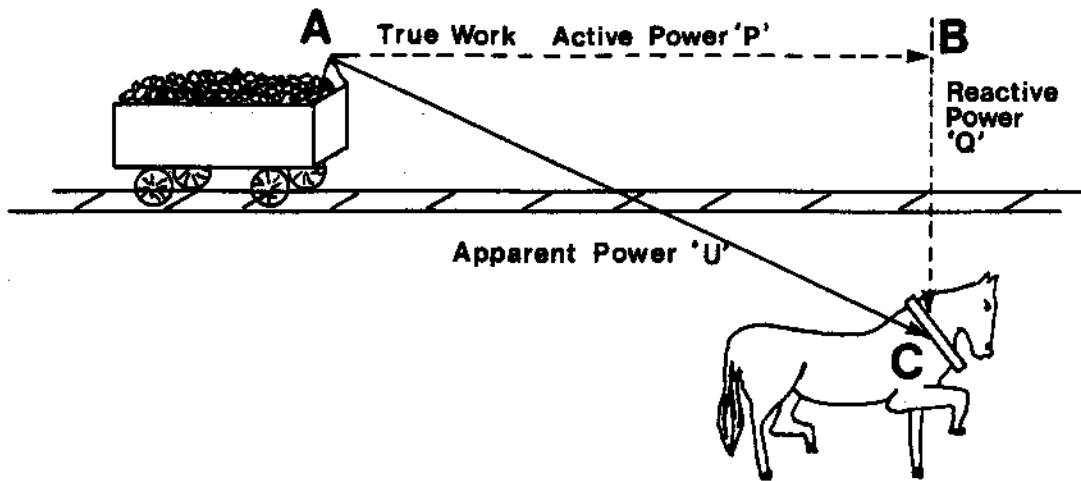 A
True Work Active Power 'P'
B
Reactive
Power
'Q'
Apparent Power 'U'
C